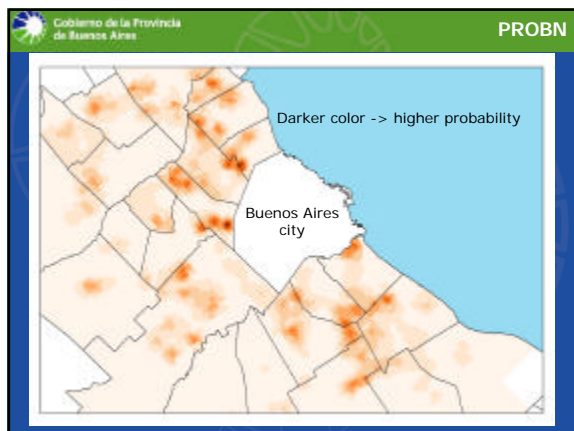 Gobierno de la Provincia
de Buenos Aires
PROBN
Darker color -> higher probability
Buenos Aires
city